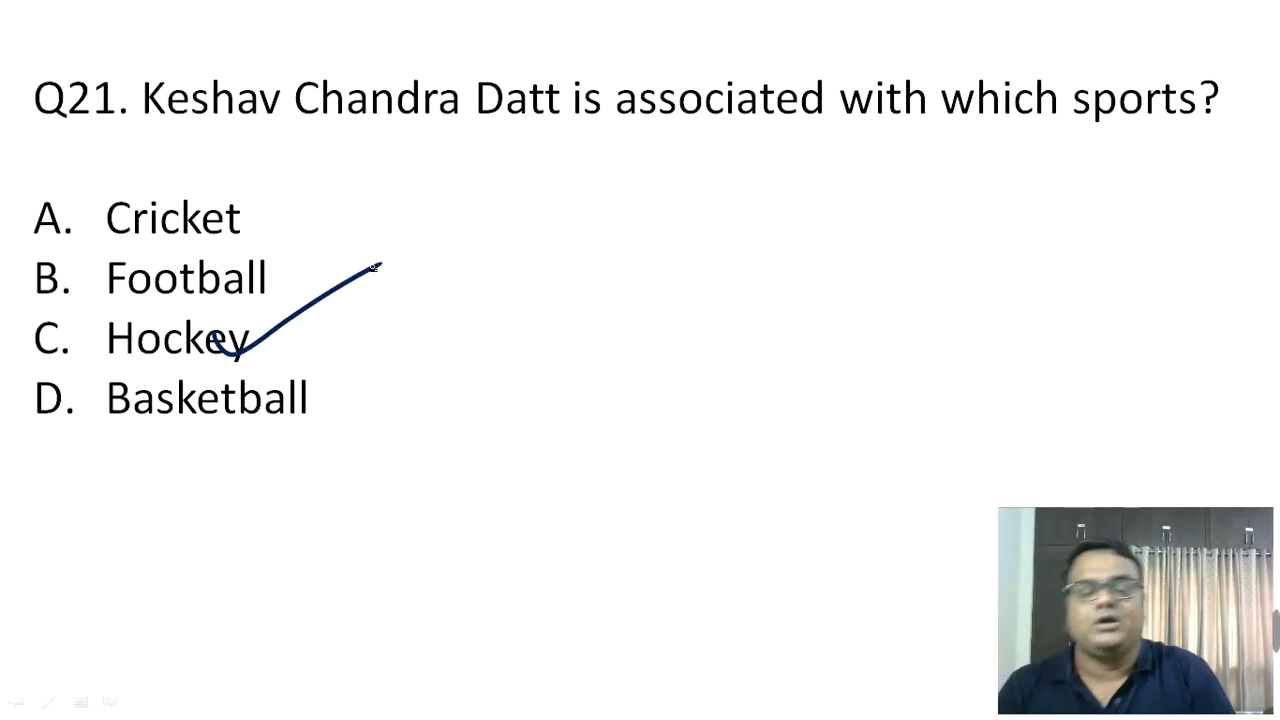 Q21. Keshav Chandra Datt is associated with which sports?
A. Cricket
B. Football
C. Hockey
D. Basketball